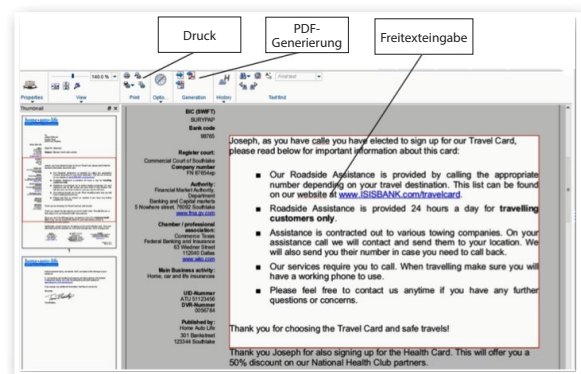 Druck
PDF-
Generierung
Freitexteingabe
140.0 %
Find text
Properties
View
Print
Optio...
Generation
History
Text find
Thumbnail
BIC (SWIFT)
SURYPAP
Bank code
98765
Register court:
Commercial Court of Southlake
Company number
FN 87654ep
Authority:
Financial Market Authority,
Department
Banking and Capital markets
5 Nowhere street, 79052 Southlake
www.fma.gv.com
Chamber / professional
association:
Commerce Texas
Federal Banking and Insurance
63 Wedner Street
112040 Dallas
www.wko.com
Main Business activity:
Home, car and life insurances
UID-Nummer
ATU 51123456
DVR-Nummer
0056784
Published by:
Home Auto Life
301 Bankstreet
123344 Southlake
Joseph, as you have calle you have elected to sign up for our Travel Card,
please read below for important information about this card:
■ Our Roadside Assistance is provided by calling the appropriate
number depending on your travel destination. This list can be found
on our website at www.ISISBANK.com/travelcard.
■ Roadside Assistance is provided 24 hours a day for travelling
customers only.
■ Assistance is contracted out to various towing companies. On your
assistance call we will contact and send them to your location. We
will also send you their number in case you need to call back.
■ Our services require you to call. When travelling make sure you will
have a working phone to use.
■ Please feel free to contact us anytime if you have any further
questions or concerns.
Thank you for choosing the Travel Card and safe travels!
Thank you Joseph for also signing up for the Health Card. This will offer you a
50% discount on our National Health Club partners.